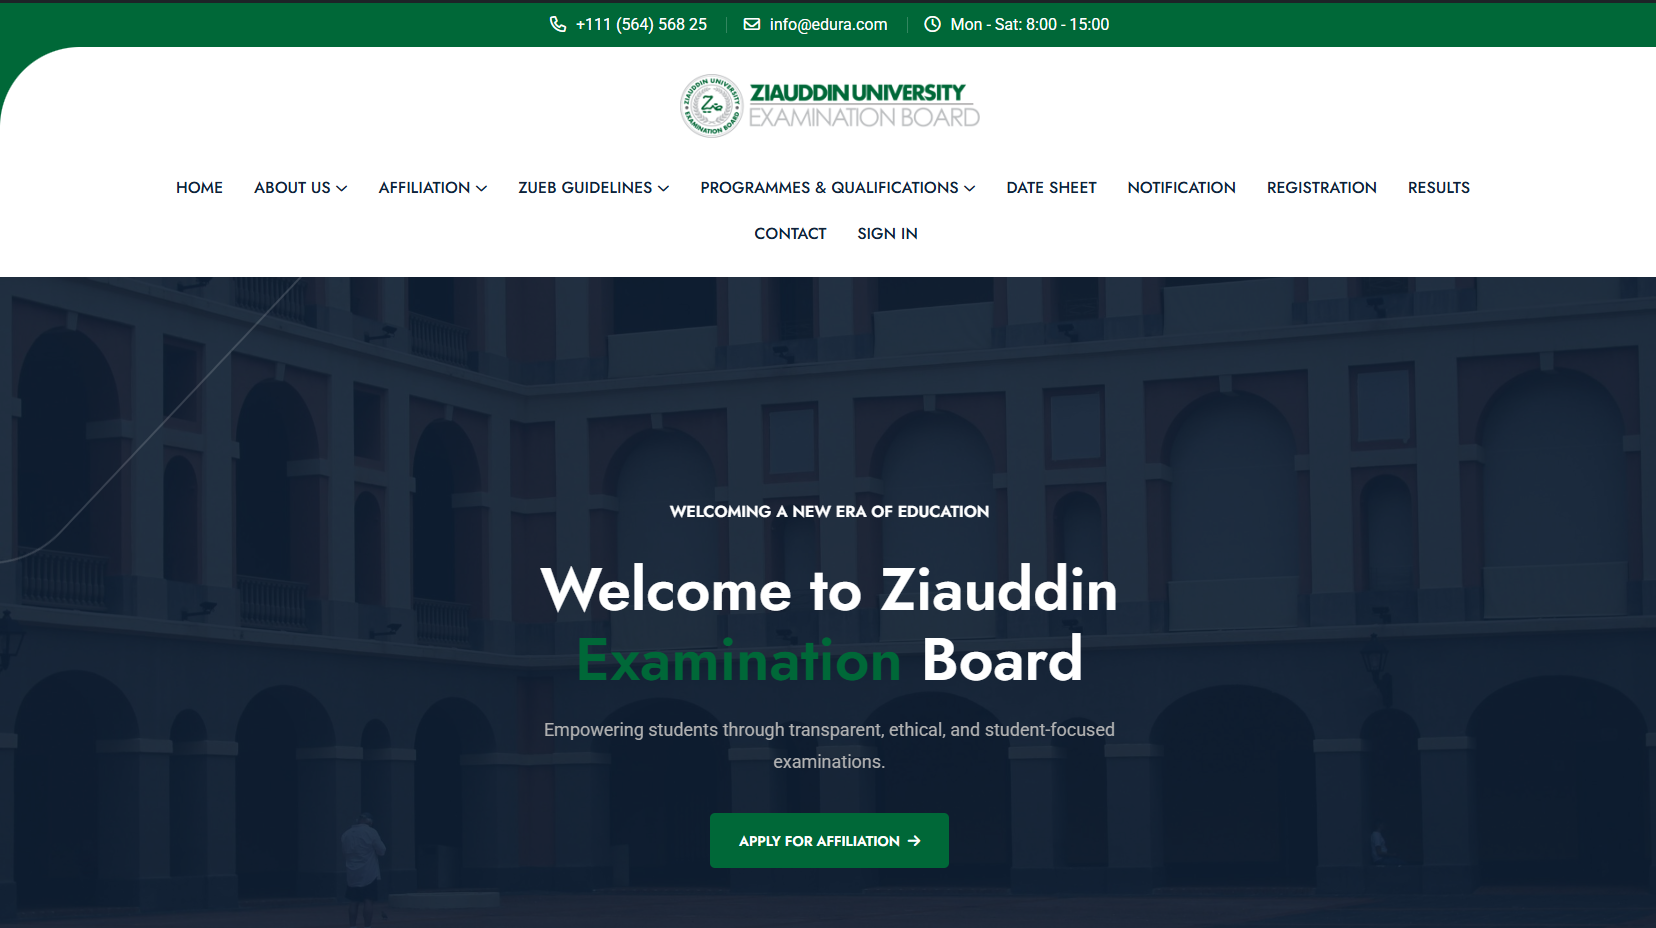 +111 (564) 568 25 info@edura.com Mon - Sat: 8:00 - 15:00
ZIAUDDIN UNIVERSITY EXAMINATION BOARD
Zia
ZIAUDDIN UNIVERSITY
EXAMINATION BOARD
HOME ABOUT US AFFILIATION ZUEB GUIDELINES PROGRAMMES & QUALIFICATIONS DATE SHEET NOTIFICATION REGISTRATION RESULTS
CONTACT SIGN IN
WELCOMING A NEW ERA OF EDUCATION
Welcome to Ziauddin
Examination Board
Empowering students through transparent, ethical, and student-focused
examinations.
APPLY FOR AFFILIATION →